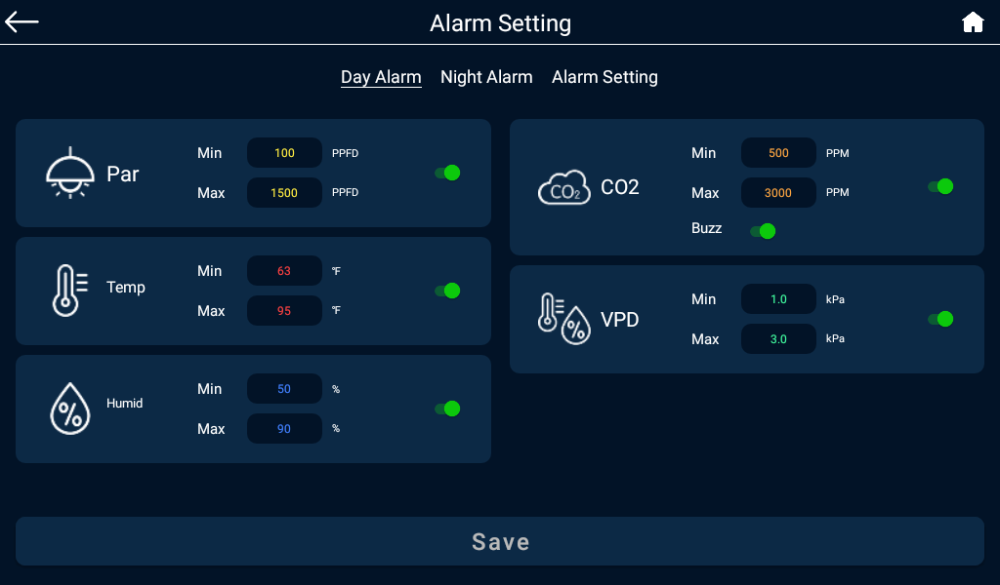 Alarm Setting
Day Alarm Night Alarm Alarm Setting
Par
Min 100 PPFD
Max 1500 PPFD
Temp
Min 63 °F
Max 95 °F
Humid
Min 50 %
Max 90 %
CO2
CO2
Min 500 PPM
Max 3000 PPM
Buzz
%
VPD
Min 1.0 kPa
Max 3.0 kPa
Save